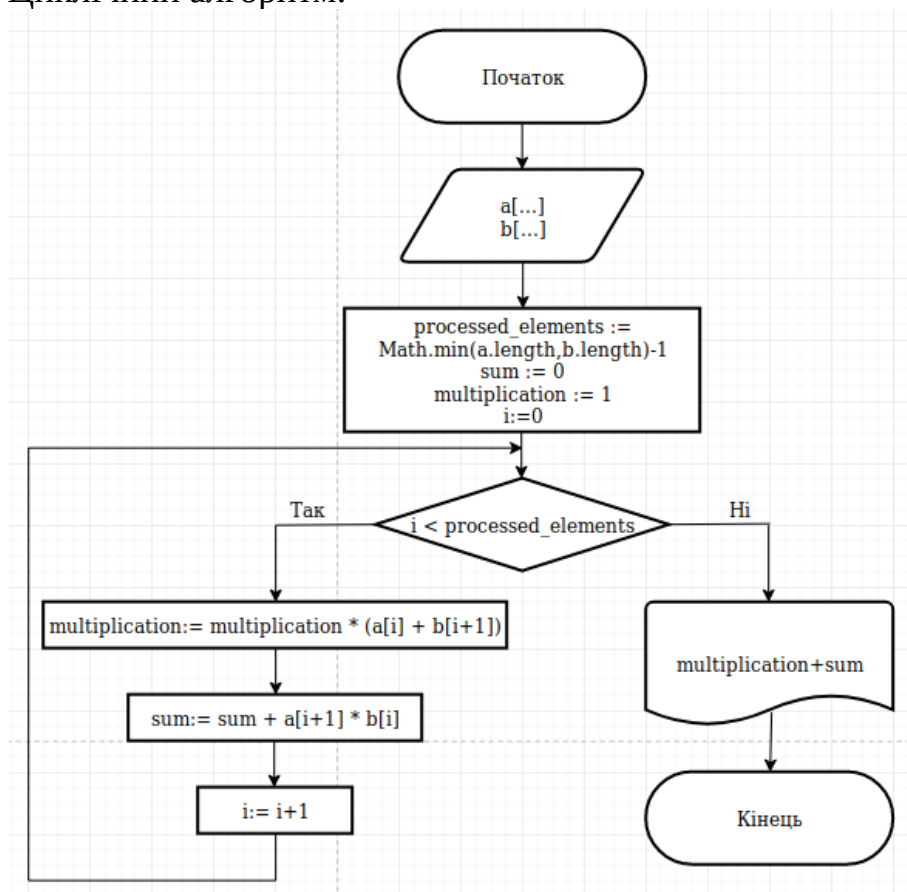 Циклічний алгоритм.
Початок
a[...]
b[...]
processed_elements :=
Math.min(a.length,b.length)-1
sum := 0
multiplication := 1
i:=0
i < processed_elements
Так
Ні
multiplication:= multiplication * (a[i] + b[i+1])
sum:= sum + a[i+1] * b[i]
i:= i+1
multiplication+sum
Кінець